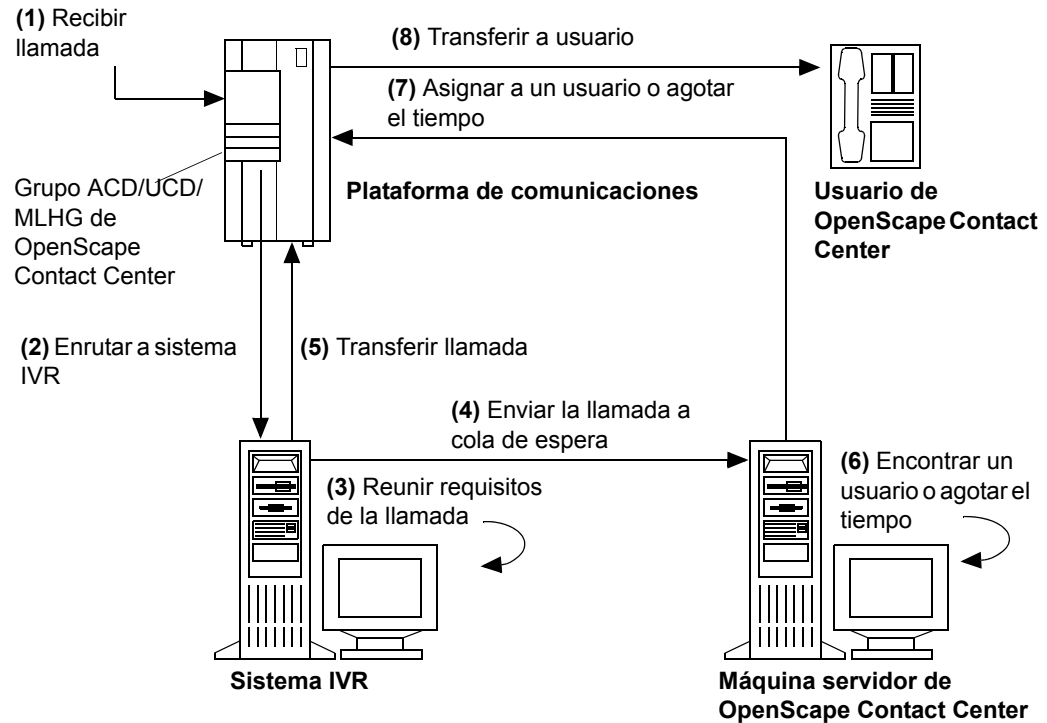 (1) Recibir
llamada
(8) Transferir a usuario
(7) Asignar a un usuario o agotar
el tiempo
Grupo ACD/UCD/
MLHG de
OpenScape
Contact Center
Plataforma de comunicaciones
Usuario de
OpenScape Contact
Center
(2) Enrutar a sistema
IVR
(5) Transferir llamada
(4) Enviar la llamada a
cola de espera
(3) Reunir requisitos
de la llamada
(6) Encontrar un
usuario o agotar el
tiempo
Sistema IVR
Máquina servidor de
OpenScape Contact Center